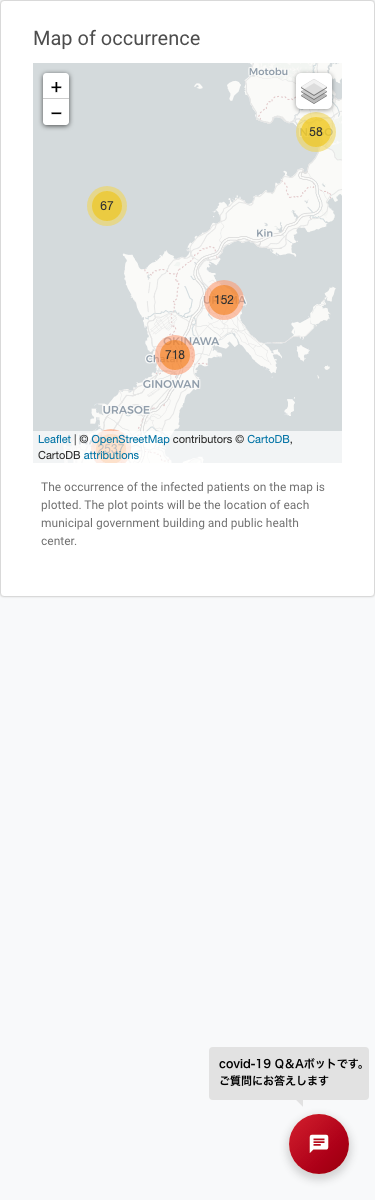 Map of occurrence
Motobu
+
−
58
67
Kin
152
OKINAWA
718
GINOWAN
URASOE
Leaflet | © OpenStreetMap contributors © CartoDB,
CartoDB attributions
The occurrence of the infected patients on the map is
plotted. The plot points will be the location of each
municipal government building and public health
center.
covid-19 Q&Aボットです。
ご質問にお答えします